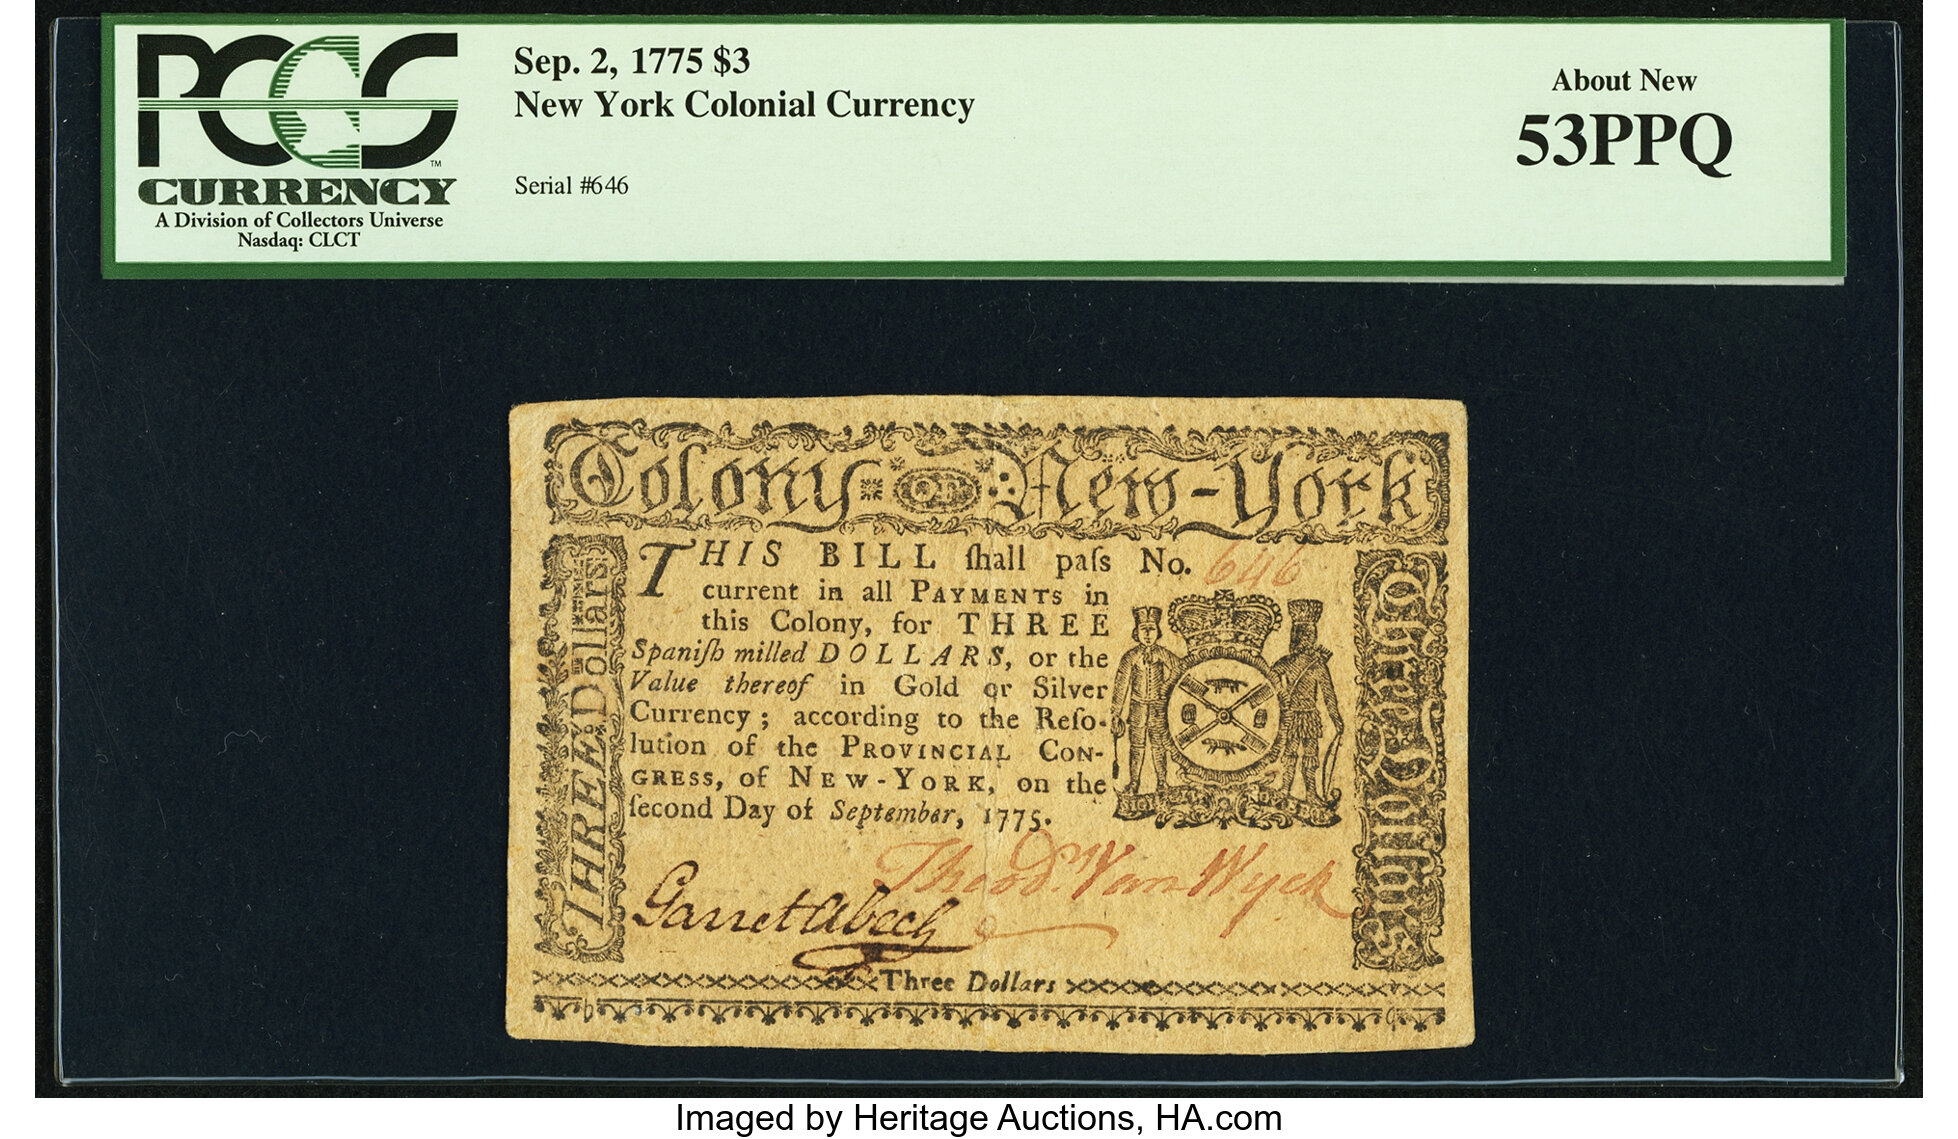 PCGS
TM
CURRENCY
A Division of Collectors Universe
Nasdaq: CLCT
Sep. 2, 1775 $3
New York Colonial Currency
Serial #646
About New
53PPQ
Colony OF New-York
THREE Dollars
THIS BILL ſhall paſs
current in all PAYMENTS in
this Colony, for THREE
Spaniſh milled DOLLARS, or the
Value thereof in Gold or Silver
Currency; according to the Reſo-
lution of the PROVINCIAL CON-
GRESS, of NEW-YORK, on the
ſecond Day of September, 1775.
No. 646
Three Dollars
Theod. Van Wyck
Garret Abeel
Three Dollars
Imaged by Heritage Auctions, HA.com